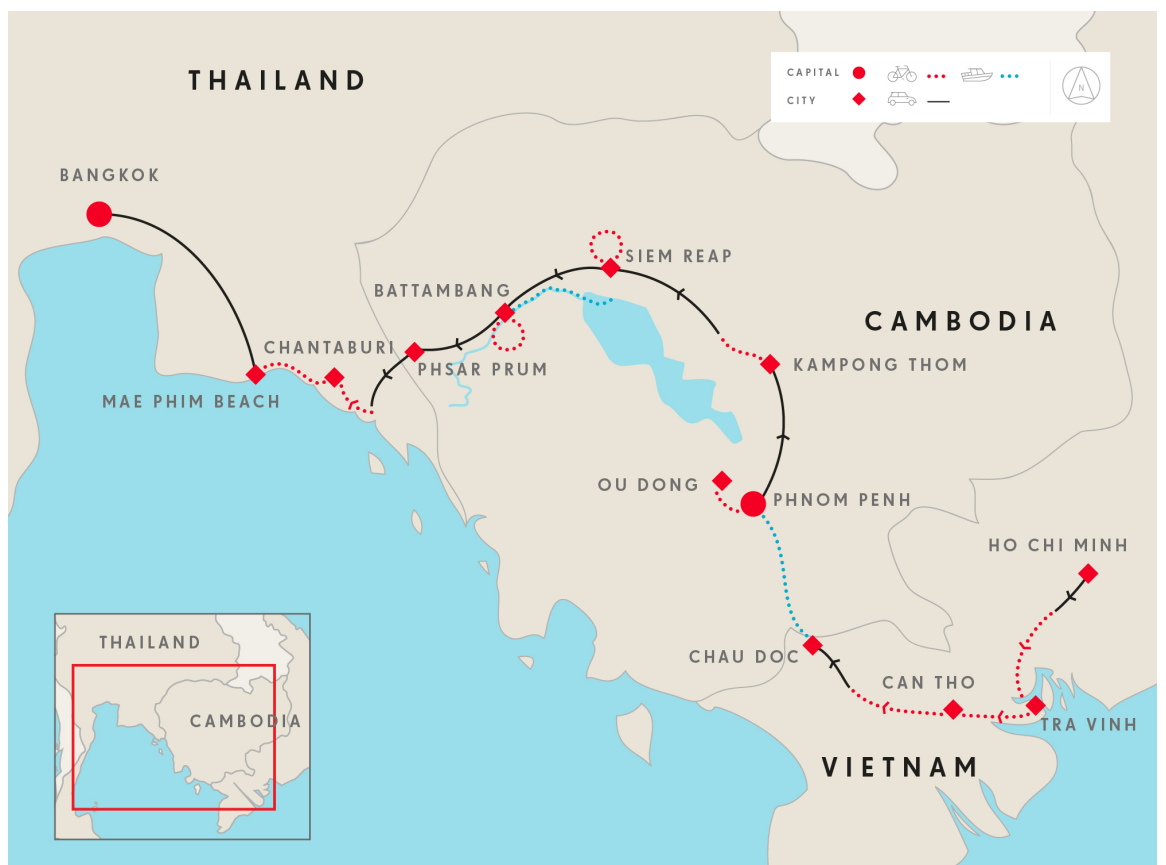 THAILAND
CAPITAL
CITY
N
BANGKOK
SIEM REAP
BATTAMBANG
CAMBODIA
CHANTABURI
PHSAR PRUM
KAMPONG THOM
MAE PHIM BEACH
OU DONG
PHNOM PENH
HO CHI MINH
CHAU DOC
CAN THO
TRA VINH
VIETNAM
THAILAND
CAMBODIA